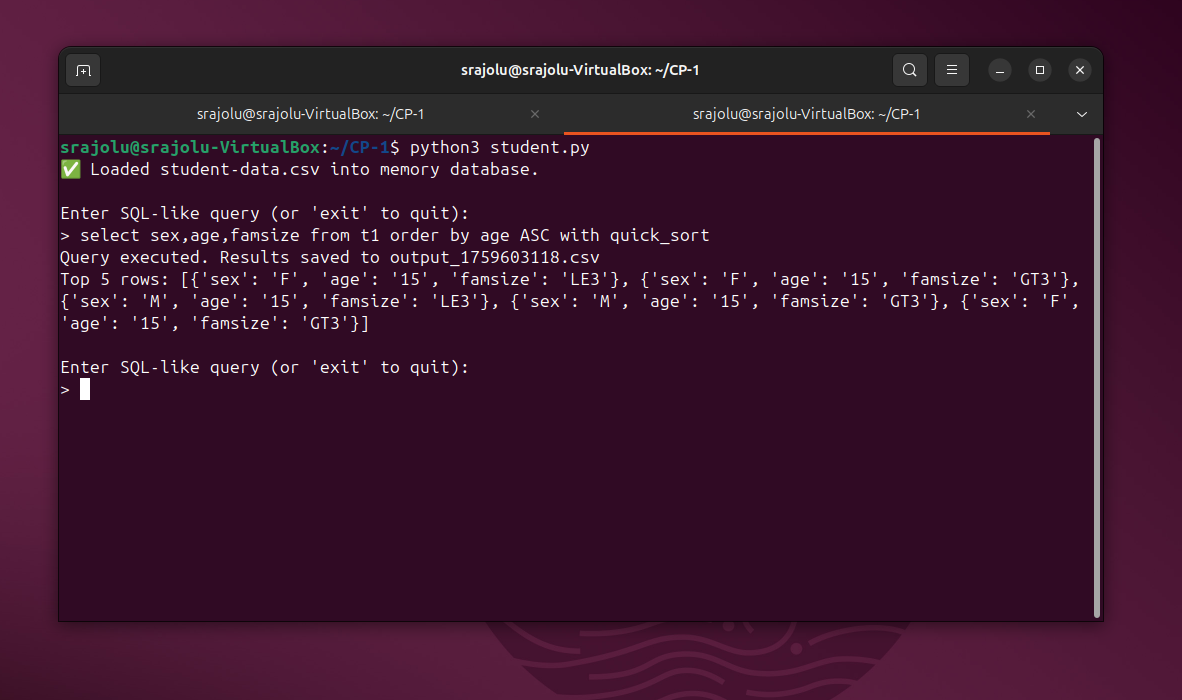 srajolu@srajolu-VirtualBox: ~/CP-1
srajolu@srajolu-VirtualBox: ~/CP-1
srajolu@srajolu-VirtualBox: ~/CP-1
srajolu@srajolu-VirtualBox:~/CP-1$ python3 student.py
✅ Loaded student-data.csv into memory database.
Enter SQL-like query (or 'exit' to quit):
> select sex,age,famsize from t1 order by age ASC with quick_sort
Query executed. Results saved to output_1759603118.csv
Top 5 rows: [{'sex': 'F', 'age': '15', 'famsize': 'LE3'}, {'sex': 'F', 'age': '15', 'famsize': 'GT3'},
{'sex': 'M', 'age': '15', 'famsize': 'LE3'}, {'sex': 'M', 'age': '15', 'famsize': 'GT3'}, {'sex': 'F',
'age': '15', 'famsize': 'GT3'}]
Enter SQL-like query (or 'exit' to quit):
>